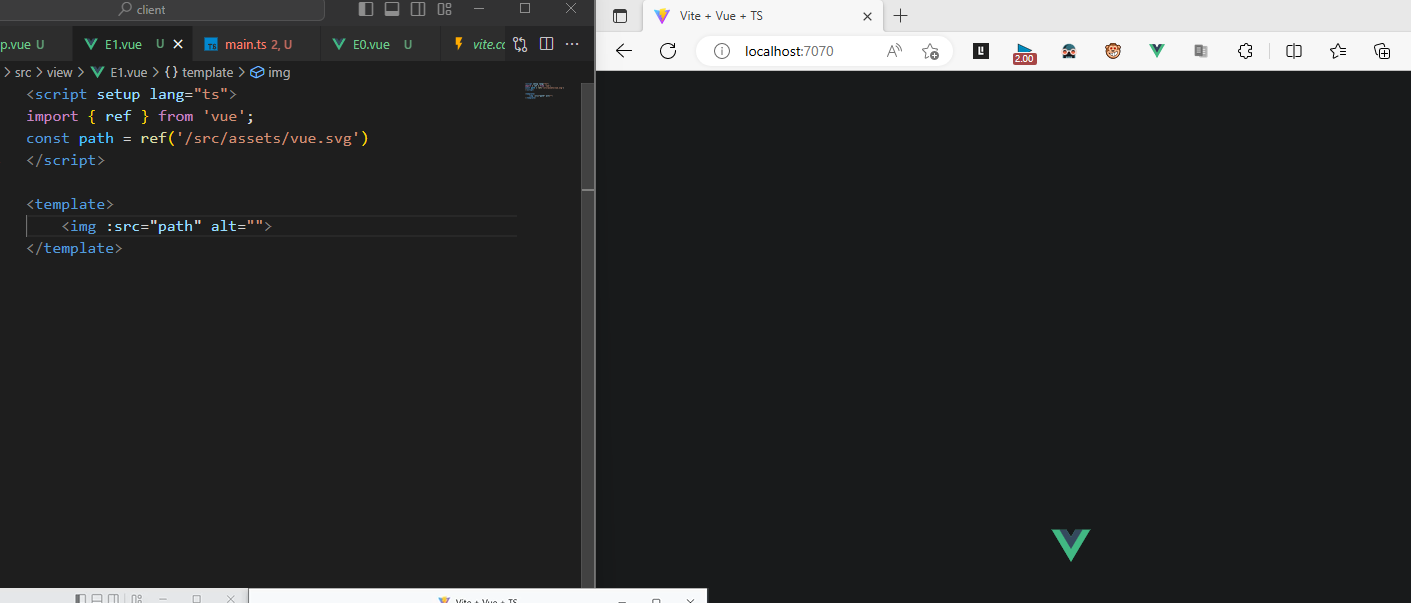 client
p.vue U
E1.vue U
main.ts 2, U
E0.vue U
vite.cc
src
view
E1.vue
{} template
img
<script setup lang="ts">
import { ref } from 'vue';
const path = ref('/src/assets/vue.svg')
</script>
<template>
<img :src="path" alt="">
</template>
Vite + Vue + TS
localhost:7070
2.00
Vite + Vue + TS